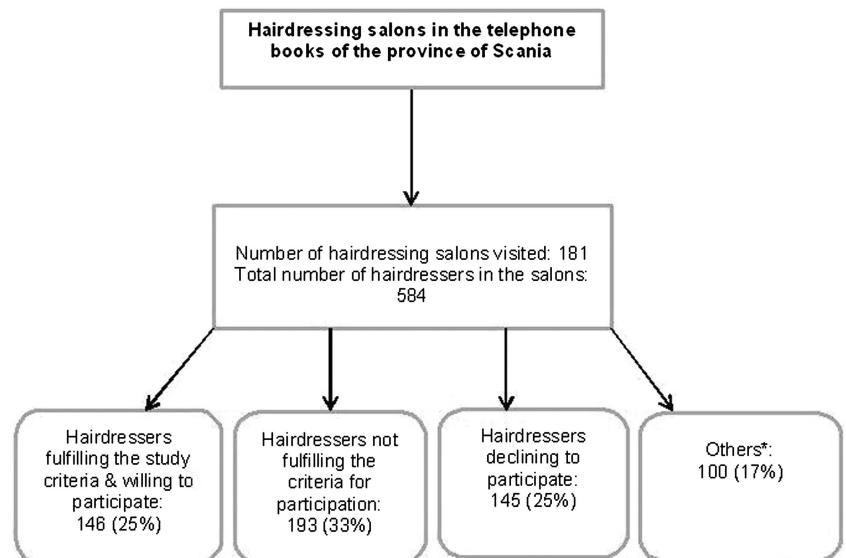 Hairdressing salons in the telephone
books of the province of Scania
Number of hairdressing salons visited: 181
Total number of hairdressers in the salons:
584
Hairdressers
fulfilling the study
criteria & willing to
participate:
146 (25%)
Hairdressers not
fulfilling the
criteria for
participation:
193 (33%)
Hairdressers
declining to
participate:
145 (25%)
Others*:
100 (17%)